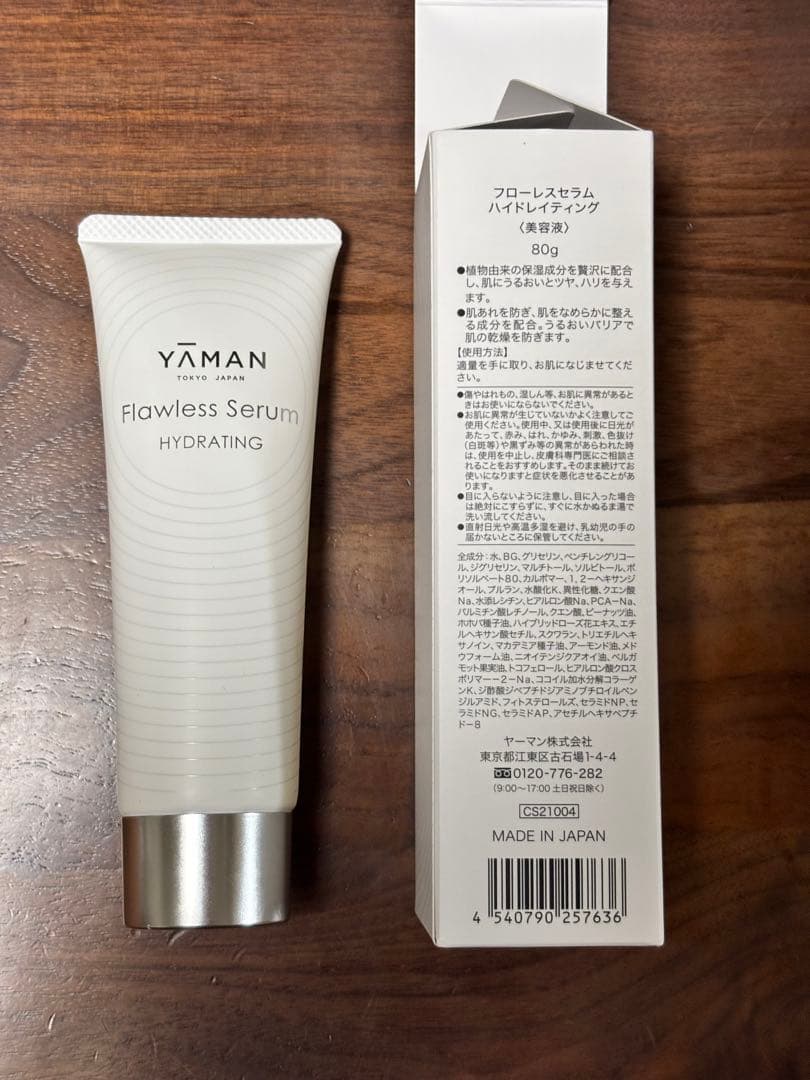 YAMAN
TOKYO JAPAN
Flawless Serum
HYDRATING
フローレスセラム
ハイドレイティング
〈美容液〉
80g
●植物由来の保湿成分を贅沢に配合
し、肌にうるおいとツヤ、ハリを与え
ます。
●肌あれを防ぎ、肌をなめらかに整え
る成分を配合。うるおいバリアで
肌の乾燥を防ぎます。
【使用方法】
適量を手に取り、お肌になじませてくだ
さい。
●傷やはれもの、湿しん等、お肌に異常があると
きはお使いにならないでください。
●お肌に異常が生じていないかよく注意してご
使用ください。使用中、又は使用後に日光が
あたって、赤み、はれ、かゆみ、刺激、色抜け
(白斑等)や黒ずみ等の異常があらわれた時
は、使用を中止し、皮膚科専門医にご相談さ
れることをおすすめします。そのまま続けてお
使いになりますと症状を悪化させることがあ
ります。
●目に入らないように注意し、目に入った場合
は絶対にこすらずに、すぐに水かぬるま湯で
洗い流してください。
●直射日光や高温多湿を避け、乳幼児の手の
届かないところに保管してください。
全成分:水、BG、グリセリン、ペンチレングリコー
ル、ジグリセリン、マルチトール、ソルビトール、ポリ
ソルベート80、カルボマー、1,2-ヘキサンジ
オール、プルラン、水酸化K、異性化糖、クエン酸
Na、水添レシチン、ヒアルロン酸Na、PCA-Na、
パルミチン酸レチノール、クエン酸、ピーナッツ油、
ホホバ種子油、ハイブリッドローズ花エキス、エチ
ルヘキサン酸セチル、スクワラン、トリエチルヘキ
サノイン、マカデミア種子油、アーモンド油、メド
ウフォーム油、ニオイテンジクアオイ油、ベルガ
モット果実油、トコフェロール、ヒアルロン酸クロス
ポリマー-2-Na、ココイル加水分解コラーゲ
ンK、ジ酢酸ジペプチドジアミノブチロイルベン
ジルアミド、フィトステロールズ、セラミドNP、セ
ラミドNG、セラミドAP、アセチルヘキサペプチ
ド-8
ヤーマン株式会社
東京都江東区古石場1-4-4
0120-776-282
(9:00〜17:00 土日祝日除く)
CS21004
MADE IN JAPAN
4 540790 257636